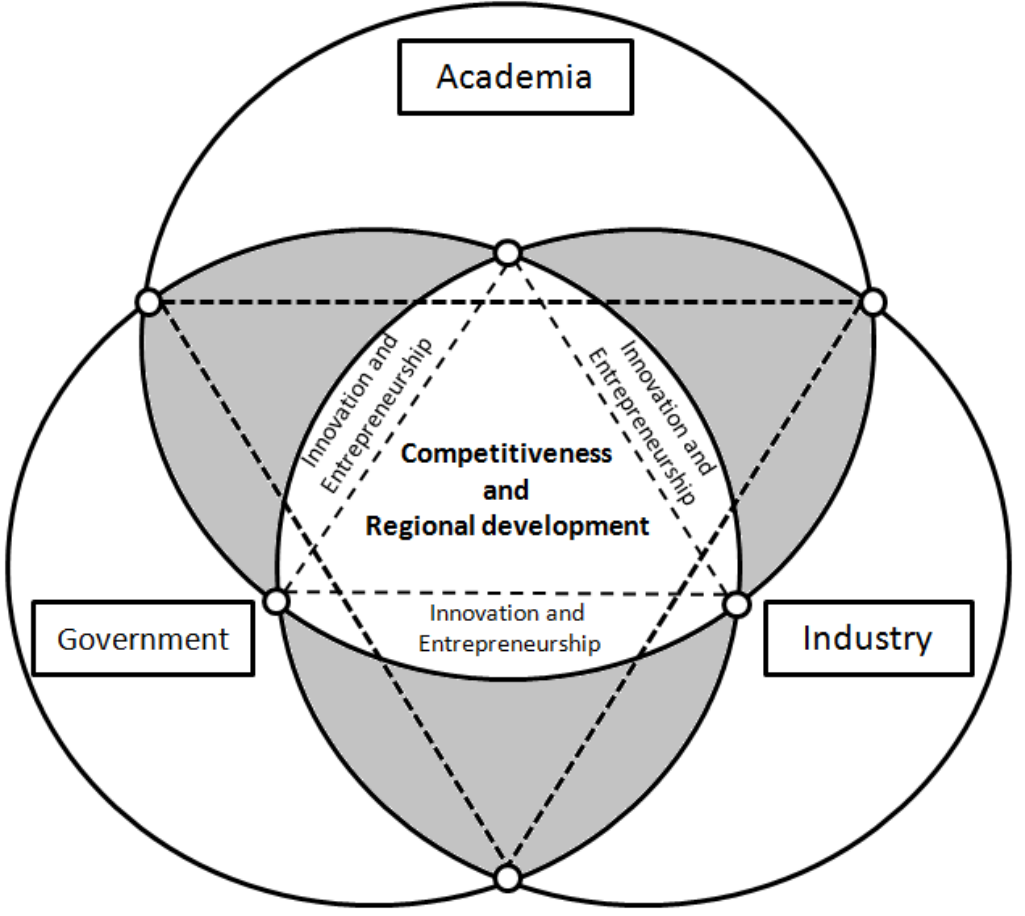 Academia
Innovation and
Entrepreneurship
Innovation and
Entrepreneurship
Competitiveness
and
Regional development
Innovation and
Entrepreneurship
Government
Industry